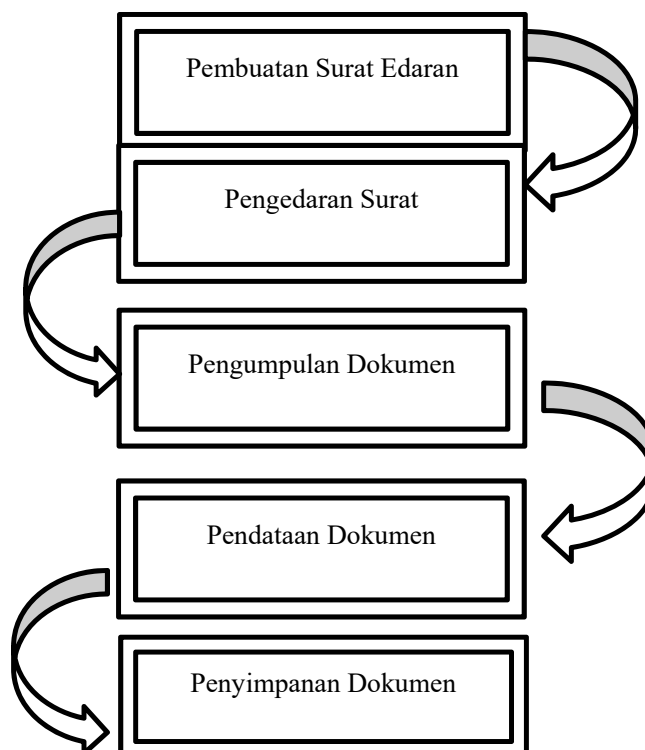 Pembuatan Surat Edaran
Pengedaran Surat
Pengumpulan Dokumen
Pendataan Dokumen
Penyimpanan Dokumen